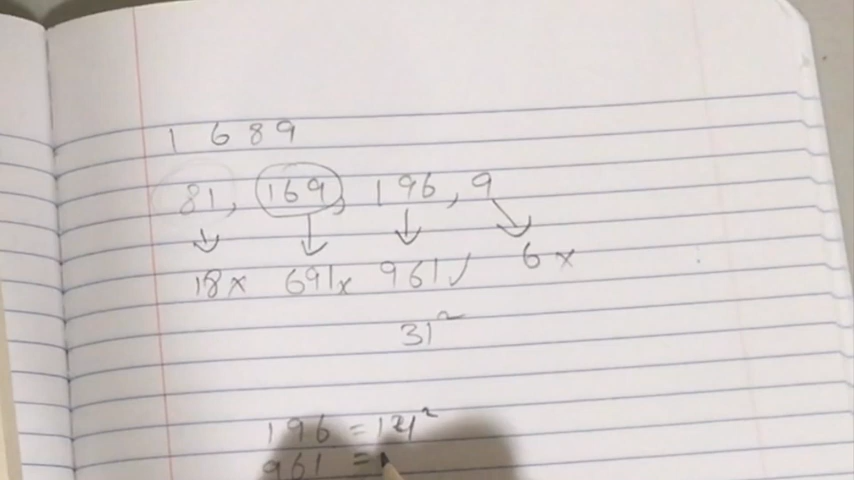 1 6 8 9
81, 169, 196, 9
18x 691x 961✓ 6x
31²
196 = 14²
961 =